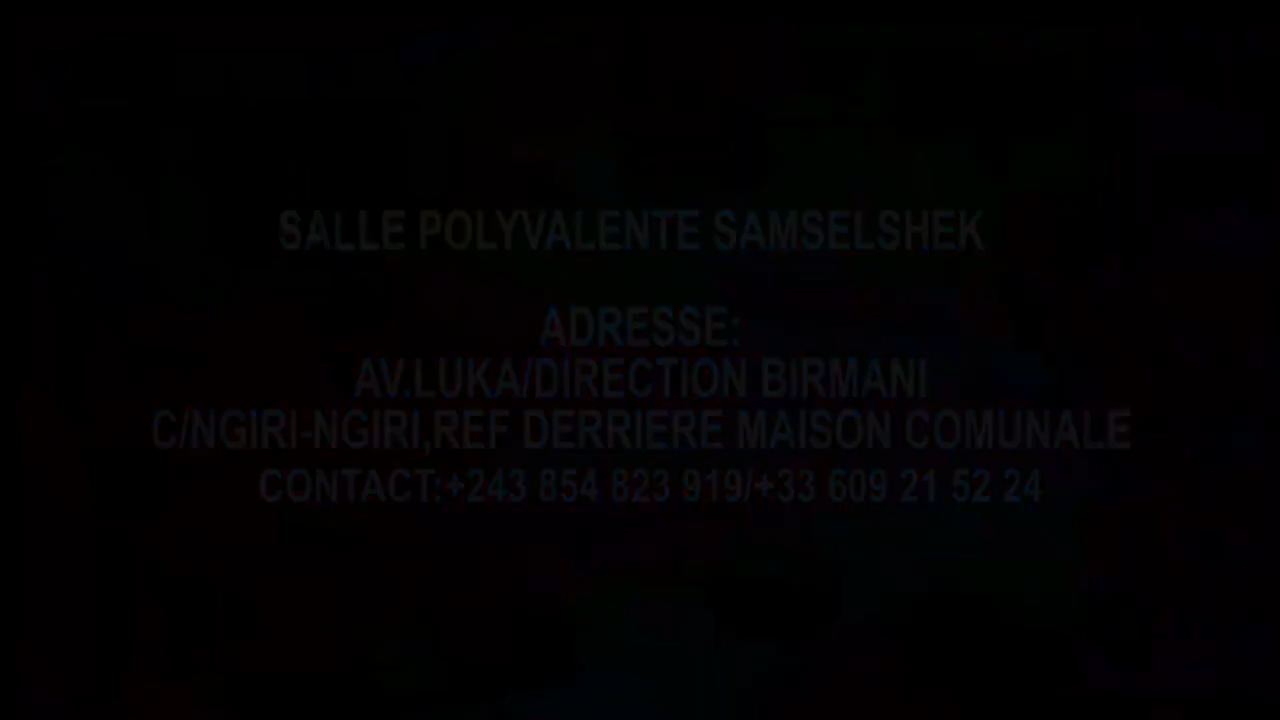 SALLE POLYVALENTE SAMSELSHEK
ADRESSE:
AV.LUKA/DIRECTION BIRMANI
C/NGIRI-NGIRI,REF DERRIERE MAISON COMUNALE
CONTACT:+243 854 823 919/+33 609 21 52 24